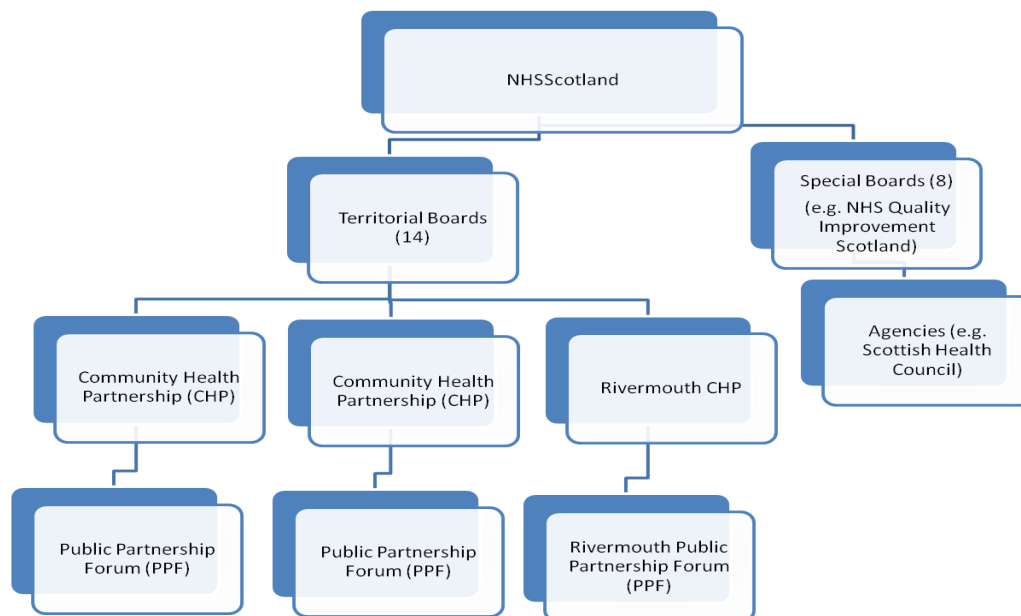 NHSScotland
Territorial Boards
(14)
Special Boards (8)
(e.g. NHS Quality
Improvement
Scotland)
Agencies (e.g.
Scottish Health
Council)
Community Health
Partnership (CHP)
Community Health
Partnership (CHP)
Rivermouth CHP
Public Partnership
Forum (PPF)
Public Partnership
Forum (PPF)
Rivermouth Public
Partnership Forum
(PPF)